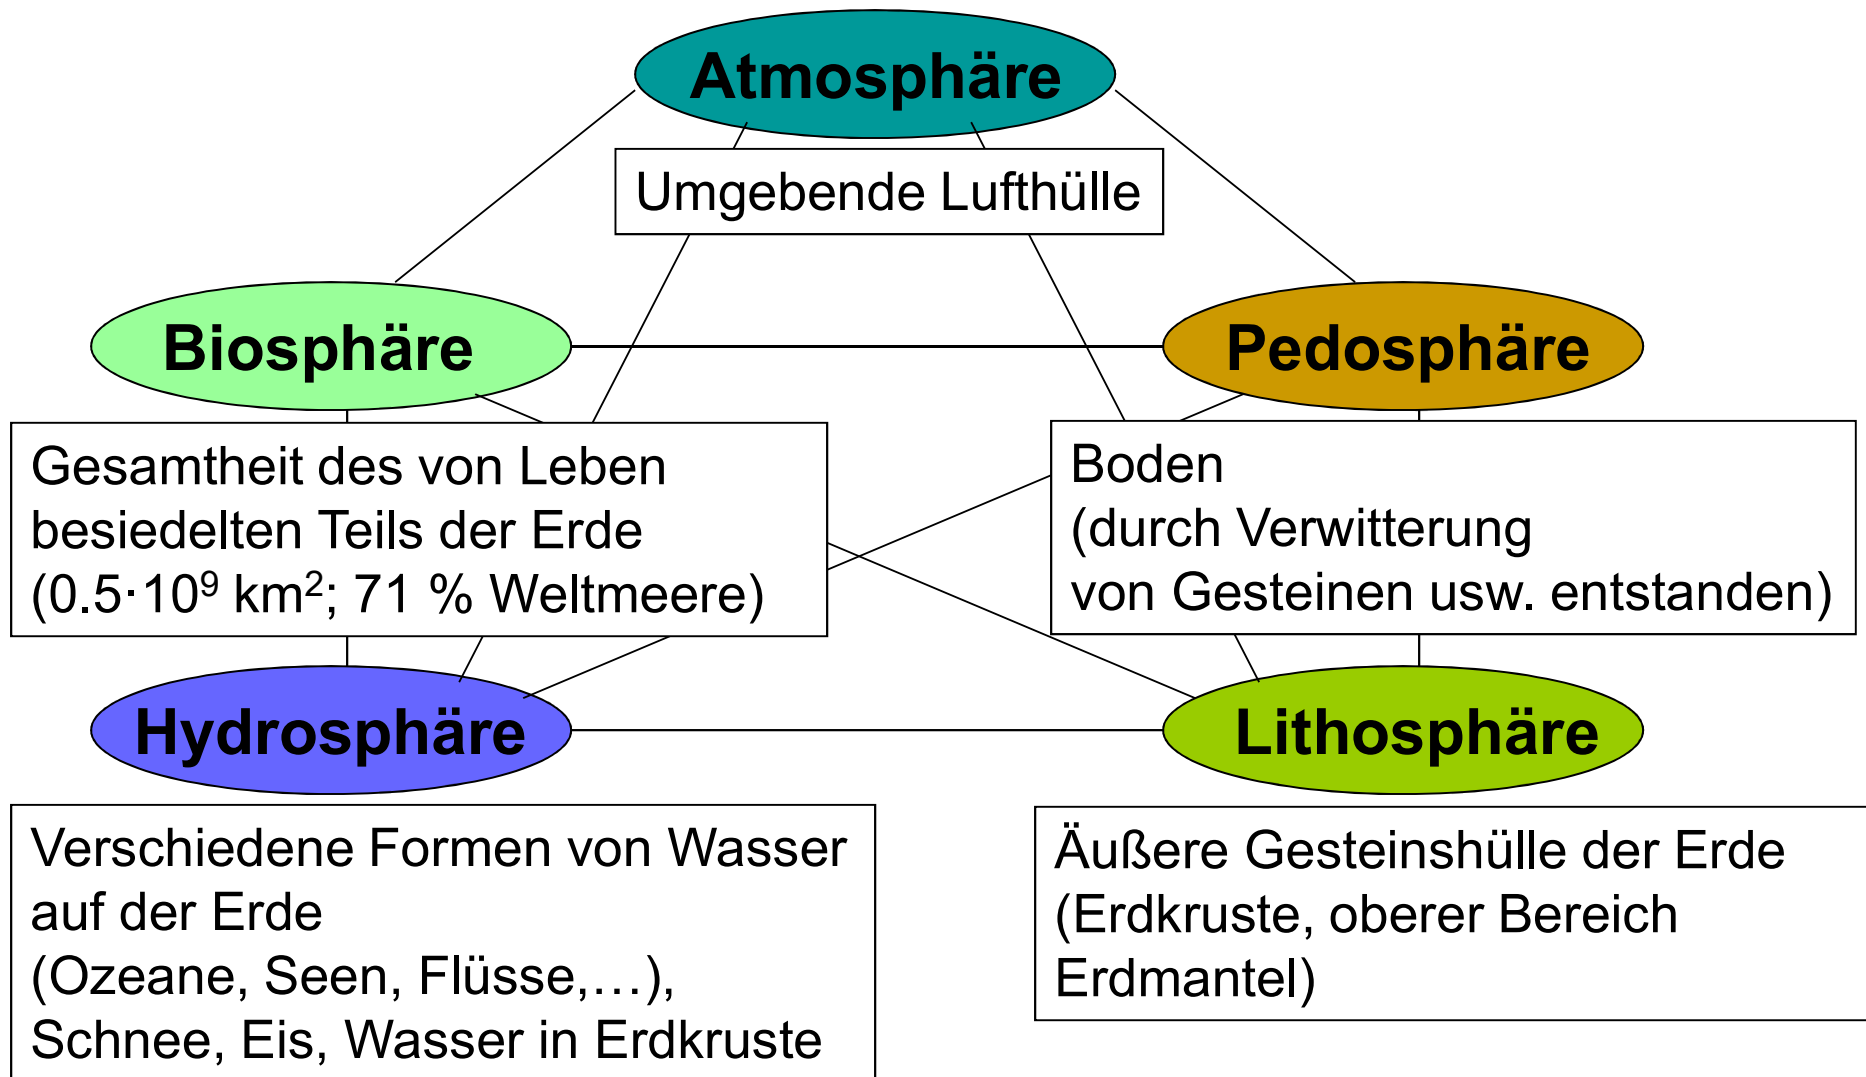 Atmosphäre
Umgebende Lufthülle
Biosphäre
Pedosphäre
Gesamtheit des von Leben
besiedelten Teils der Erde
(0.5·10⁹ km²; 71 % Weltmeere)
Boden
(durch Verwitterung
von Gesteinen usw. entstanden)
Hydrosphäre
Lithosphäre
Verschiedene Formen von Wasser
auf der Erde
(Ozeane, Seen, Flüsse,…),
Schnee, Eis, Wasser in Erdkruste
Äußere Gesteinshülle der Erde
(Erdkruste, oberer Bereich
Erdmantel)